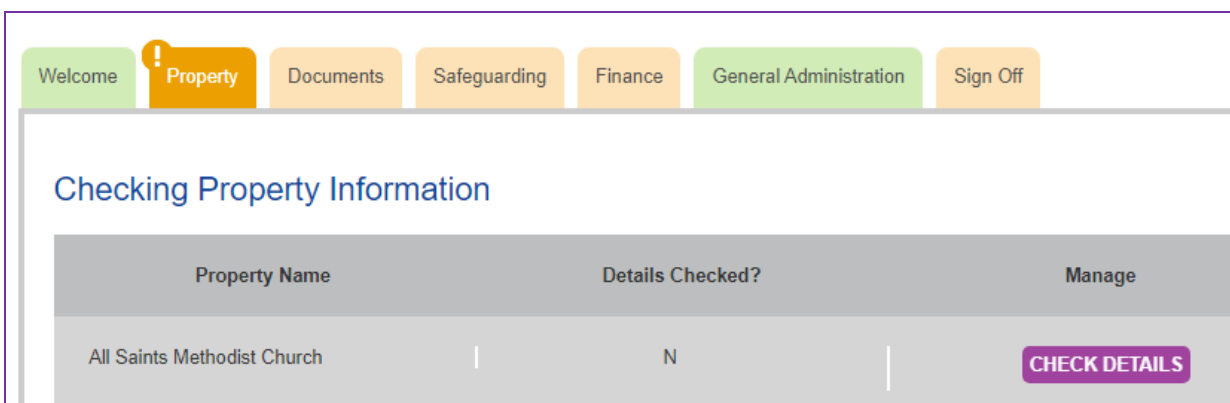 !
Welcome Property Documents Safeguarding Finance General Administration Sign Off
Checking Property Information
Property Name Details Checked? Manage
All Saints Methodist Church N CHECK DETAILS